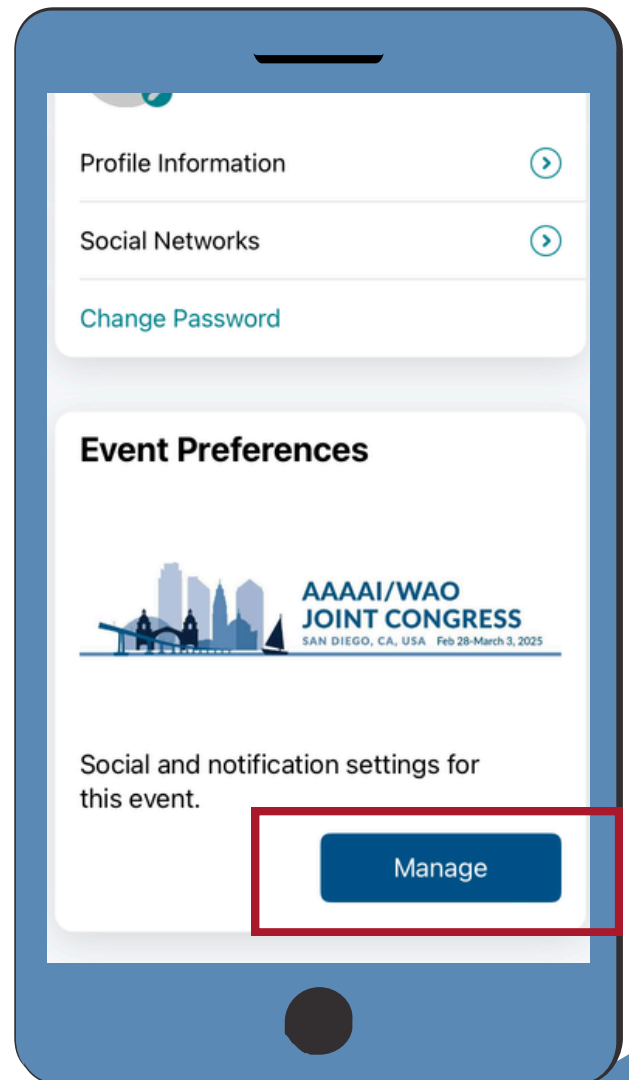 Profile Information
Social Networks
Change Password
Event Preferences
AAAAI/WAO
JOINT CONGRESS
SAN DIEGO, CA, USA Feb 28-March 3, 2025
Social and notification settings for
this event.
Manage